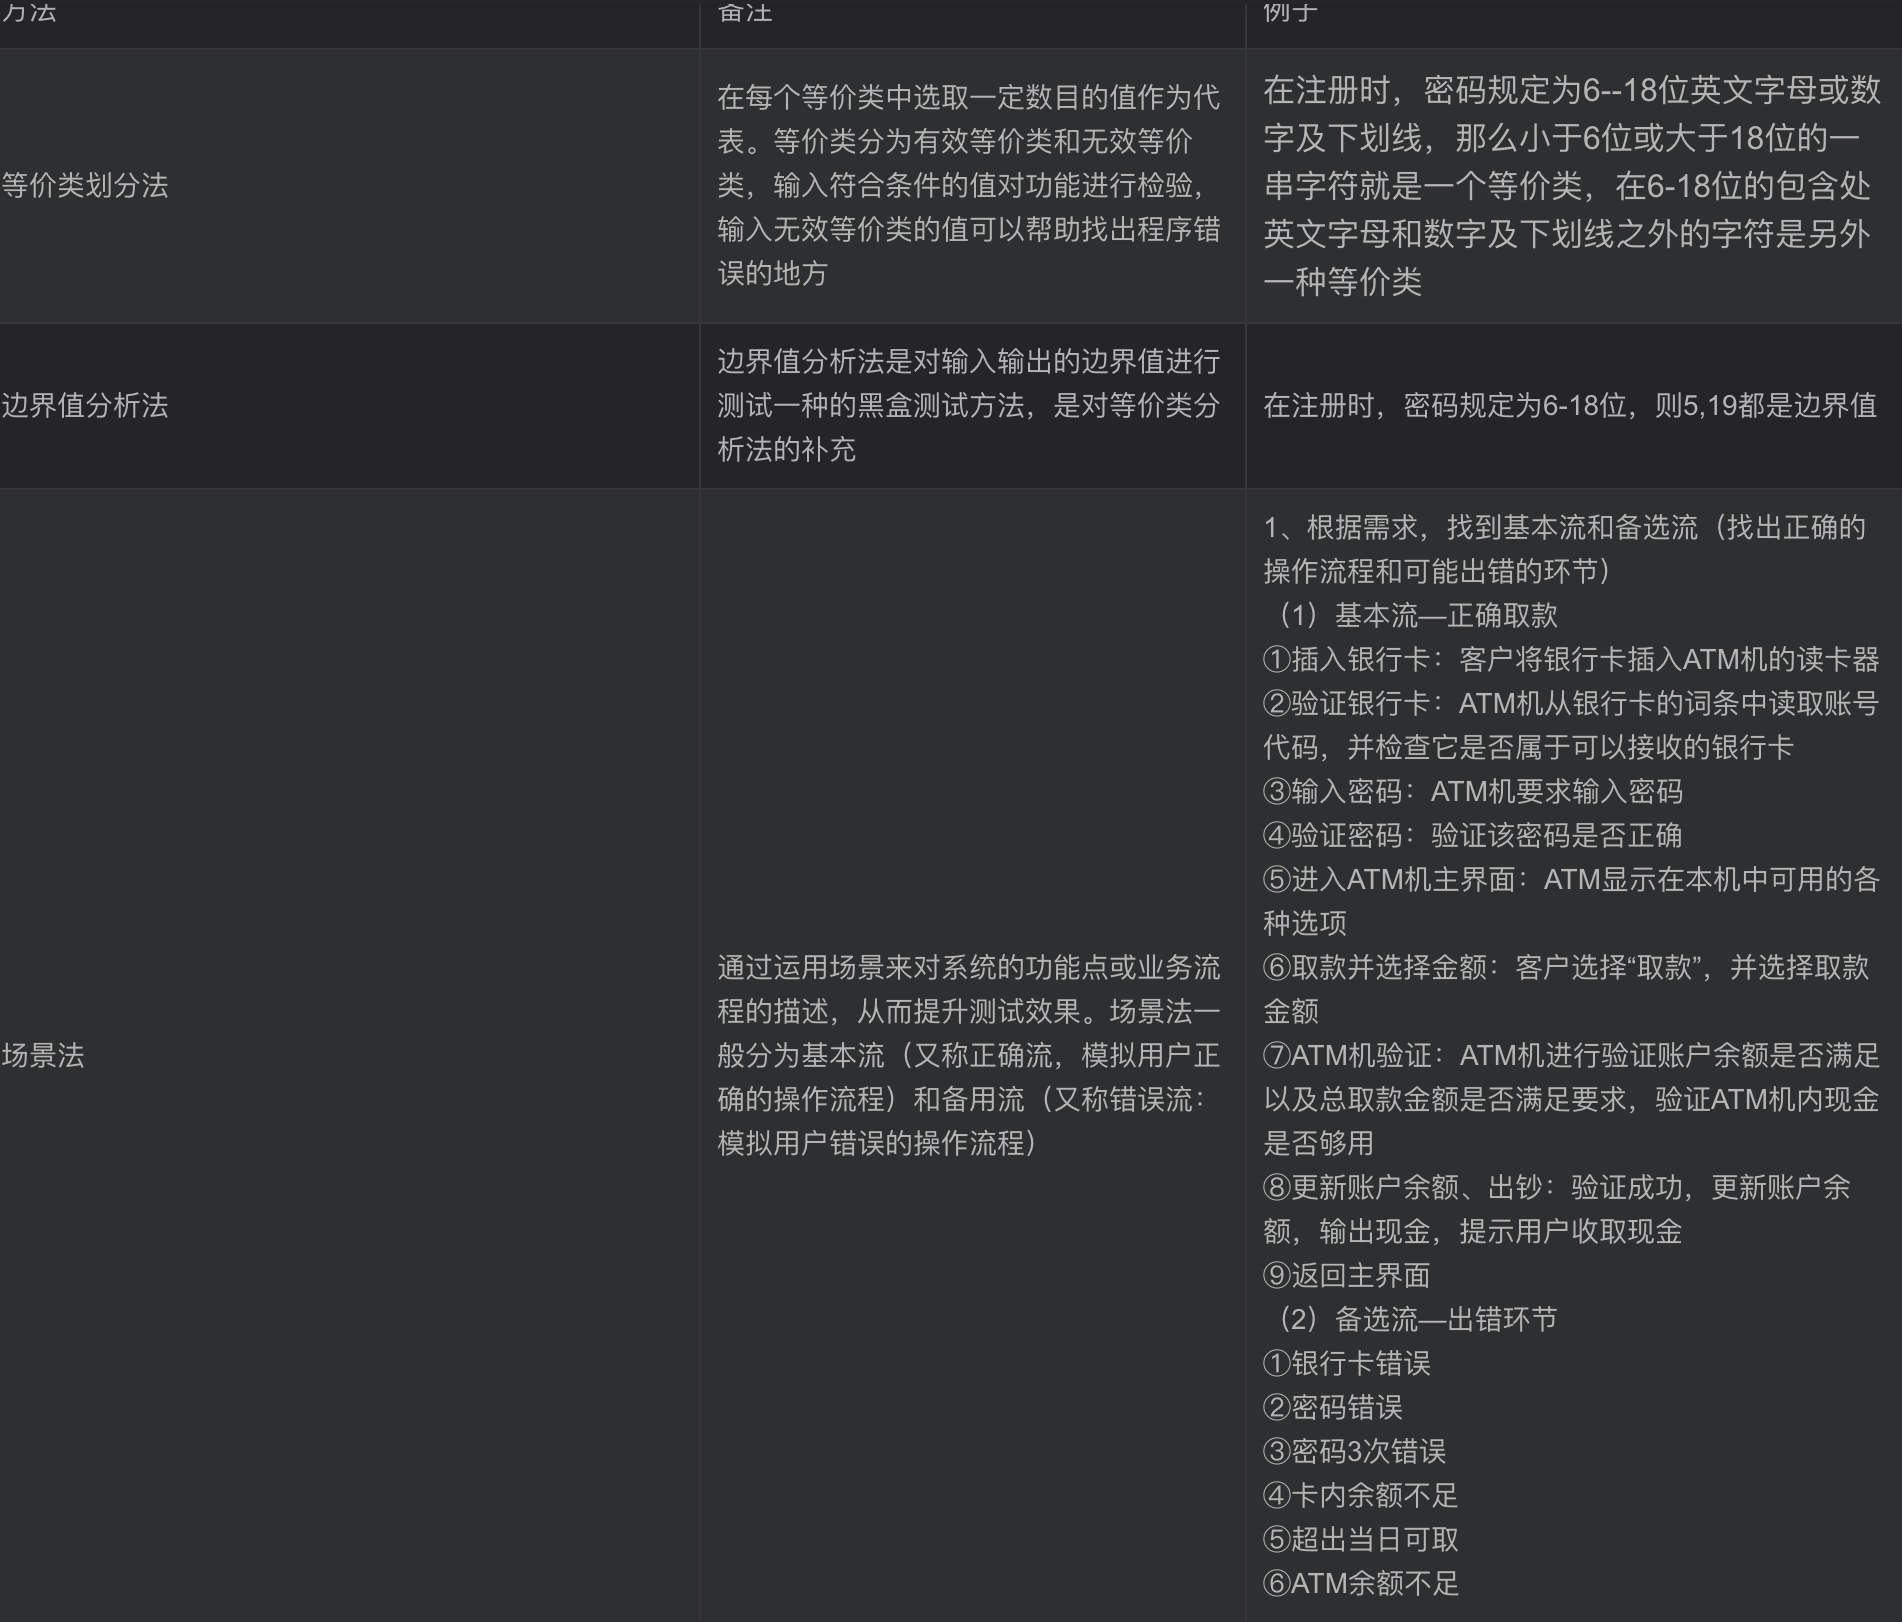 方法
备注
例子
等价类划分法
在每个等价类中选取一定数目的值作为代
表。等价类分为有效等价类和无效等价
类，输入符合条件的值对功能进行检验，
输入无效等价类的值可以帮助找出程序错
误的地方
在注册时，密码规定为6--18位英文字母或数
字及下划线，那么小于6位或大于18位的一
串字符就是一个等价类，在6-18位的包含处
英文字母和数字及下划线之外的字符是另外
一种等价类
边界值分析法
边界值分析法是对输入输出的边界值进行
测试一种的黑盒测试方法，是对等价类分
析法的补充
在注册时，密码规定为6-18位，则5,19都是边界值
场景法
通过运用场景来对系统的功能点或业务流
程的描述，从而提升测试效果。场景法一
般分为基本流（又称正确流，模拟用户正
确的操作流程）和备用流（又称错误流：
模拟用户错误的操作流程）
1、根据需求，找到基本流和备选流（找出正确的
操作流程和可能出错的环节）
（1）基本流—正确取款
①插入银行卡：客户将银行卡插入ATM机的读卡器
②验证银行卡：ATM机从银行卡的词条中读取账号
代码，并检查它是否属于可以接收的银行卡
③输入密码：ATM机要求输入密码
④验证密码：验证该密码是否正确
⑤进入ATM机主界面：ATM显示在本机中可用的各
种选项
⑥取款并选择金额：客户选择“取款”，并选择取款
金额
⑦ATM机验证：ATM机进行验证账户余额是否满足
以及总取款金额是否满足要求，验证ATM机内现金
是否够用
⑧更新账户余额、出钞：验证成功，更新账户余
额，输出现金，提示用户收取现金
⑨返回主界面
（2）备选流—出错环节
①银行卡错误
②密码错误
③密码3次错误
④卡内余额不足
⑤超出当日可取
⑥ATM余额不足